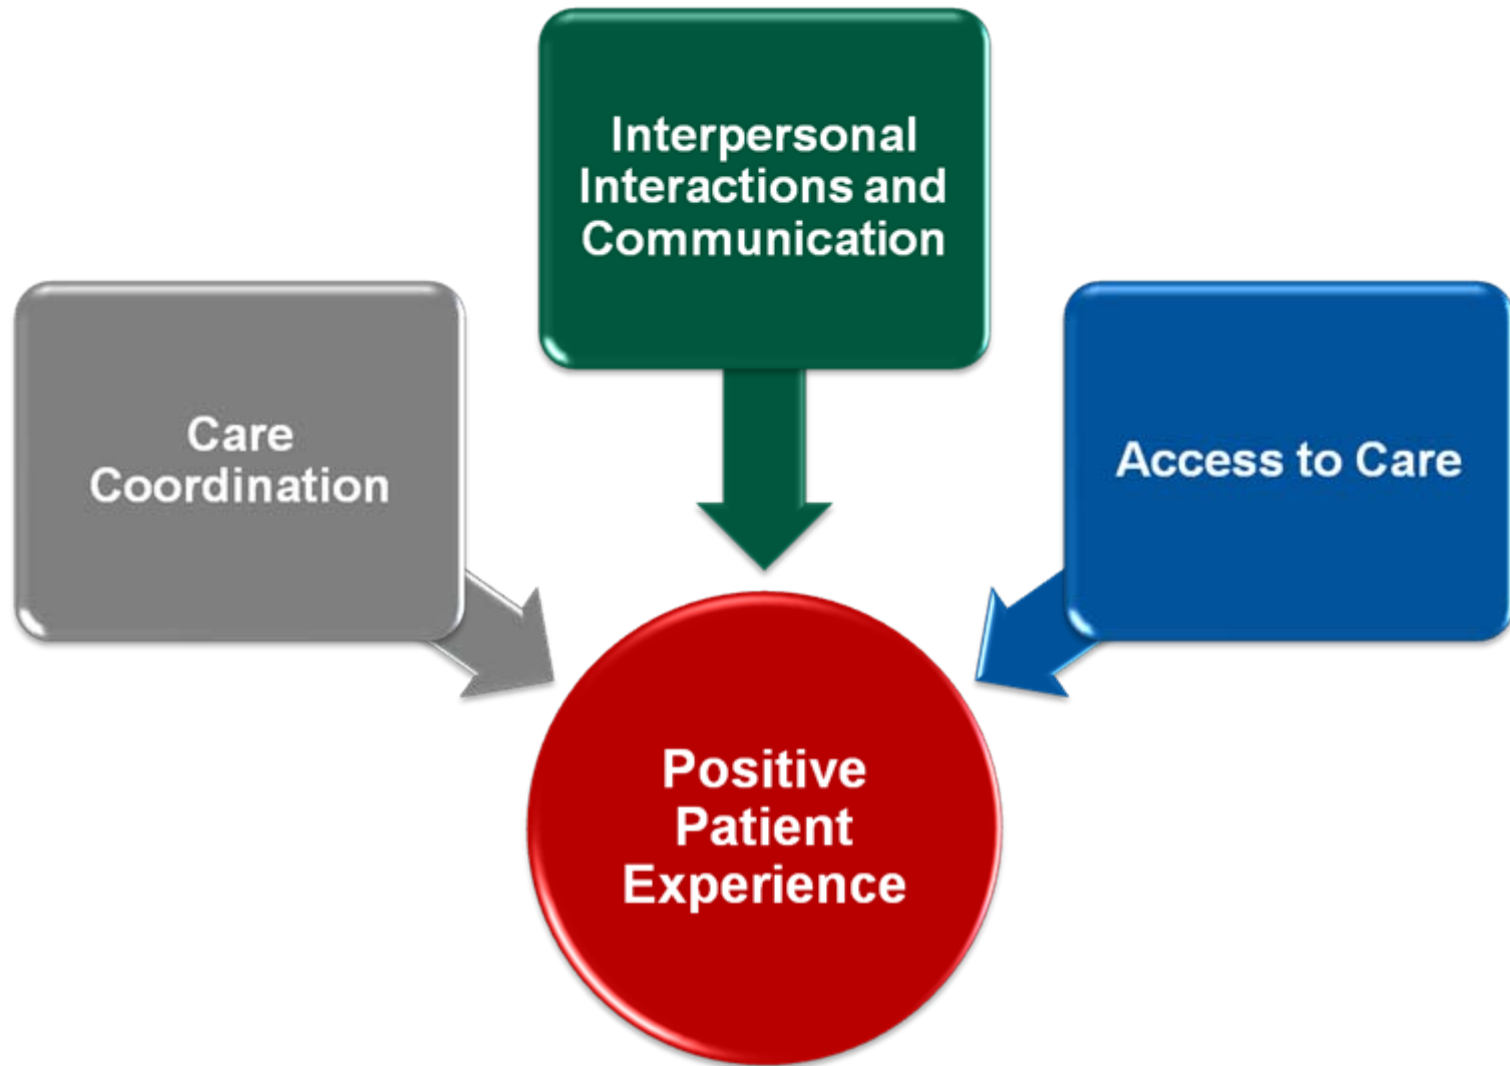 Interpersonal
Interactions and
Communication
Care
Coordination
Access to Care
Positive
Patient
Experience